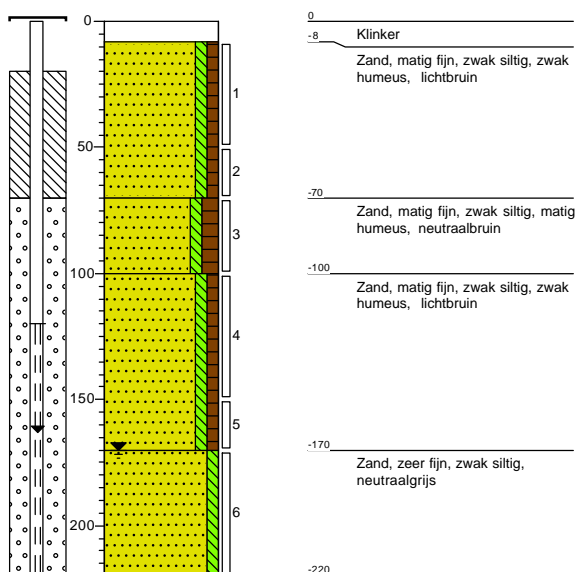 0
50
100
150
200
1
2
3
4
5
6
0
-8
Klinker
Zand, matig fijn, zwak siltig, zwak
humeus, lichtbruin
-70
Zand, matig fijn, zwak siltig, matig
humeus, neutraalbruin
-100
Zand, matig fijn, zwak siltig, zwak
humeus, lichtbruin
-170
Zand, zeer fijn, zwak siltig,
neutraalgrijs
-220